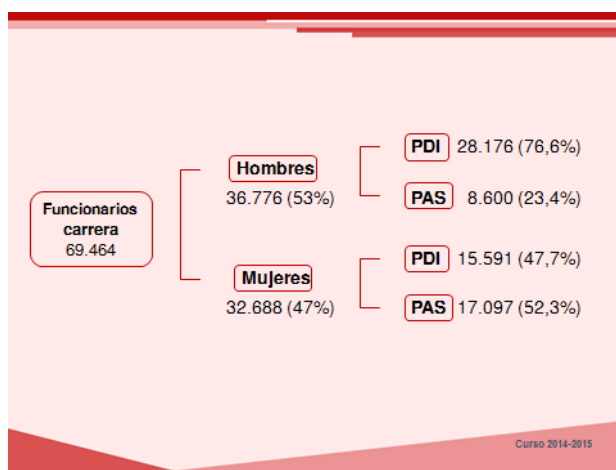 Funcionarios
carrera
69.464
Hombres
36.776 (53%)
PDI 28.176 (76,6%)
PAS 8.600 (23,4%)
Mujeres
32.688 (47%)
PDI 15.591 (47,7%)
PAS 17.097 (52,3%)
Curso 2014-2015